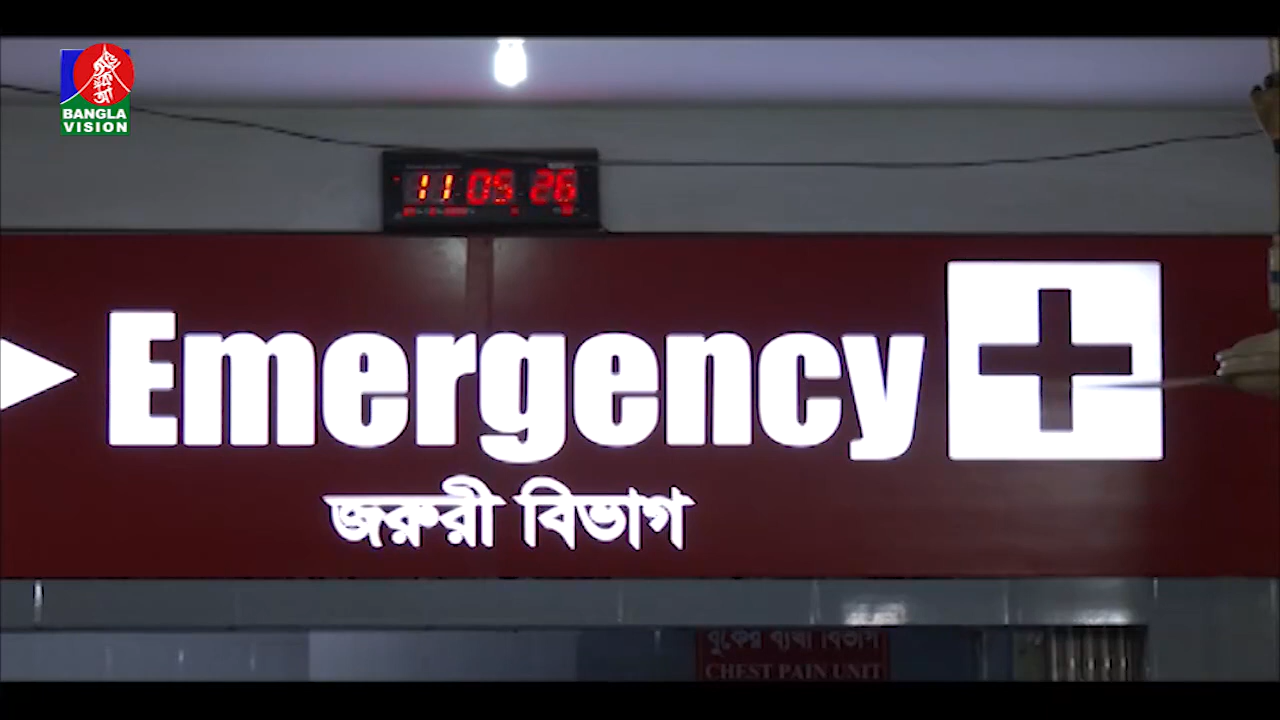 BANGLA
VISION
11 05 26
Emergency
জরুরী বিভাগ
বুকের ব্যথা বিভাগ
CHEST PAIN UNIT